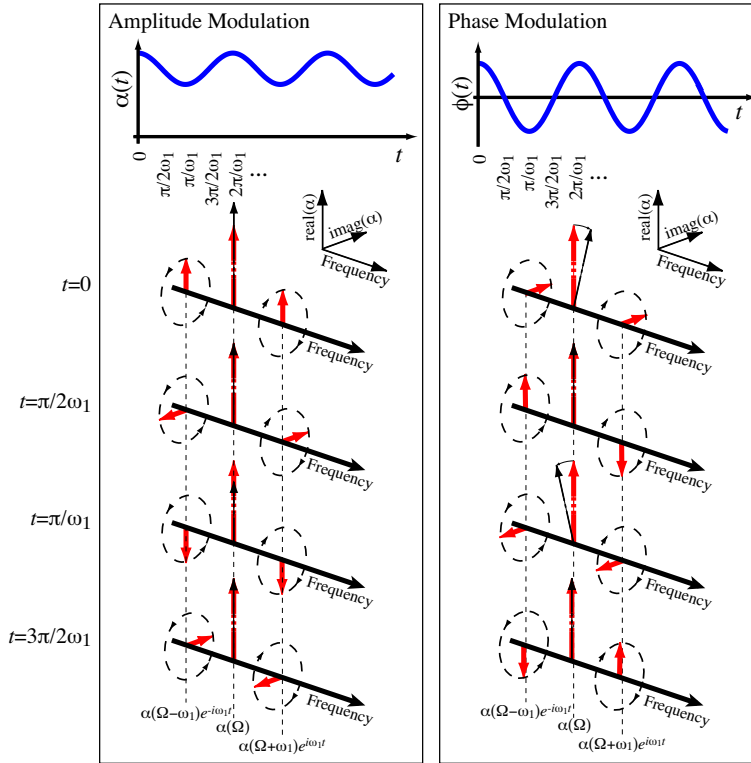 Amplitude Modulation
α(t)
t
0
π/2ω1
π/ω1
3π/2ω1
2π/ω1
...
real(α)
imag(α)
Frequency
t=0
Frequency
t=π/2ω1
Frequency
t=π/ω1
Frequency
t=3π/2ω1
Frequency
α(Ω−ω1)e^-iω1t
α(Ω)
α(Ω+ω1)e^iω1t
Phase Modulation
ϕ(t)
t
0
π/2ω1
π/ω1
3π/2ω1
2π/ω1
...
real(α)
imag(α)
Frequency
Frequency
Frequency
Frequency
Frequency
α(Ω−ω1)e^-iω1t
α(Ω)
α(Ω+ω1)e^iω1t